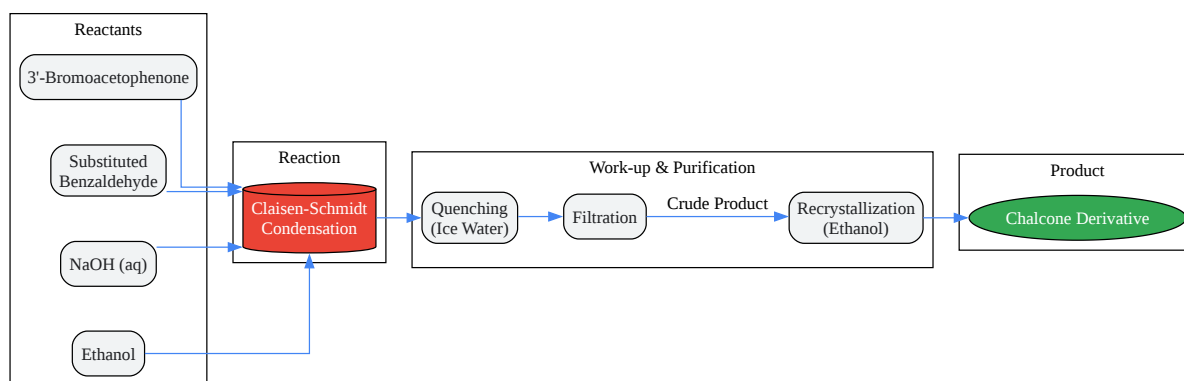 Reactants
3'-Bromoacetophenone
Substituted
Benzaldehyde
NaOH (aq)
Ethanol
Reaction
Claisen-Schmidt
Condensation
Work-up & Purification
Quenching
(Ice Water)
Filtration
Crude Product
Recrystallization
(Ethanol)
Product
Chalcone Derivative